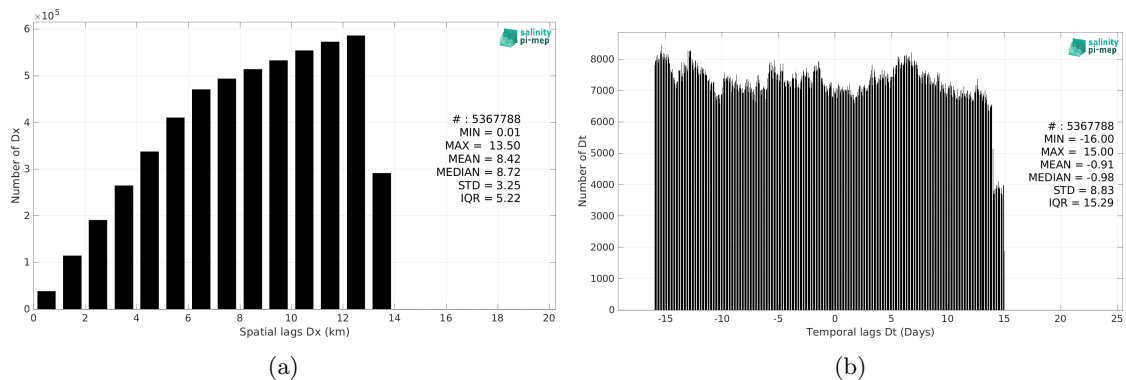 ×10⁵
6
5
4
3
2
1
0
Number of Dx
0 2 4 6 8 10 12 14 16 18 20
Spatial lags Dx (km)
salinity
pi-mep
# : 5367788
MIN = 0.01
MAX = 13.50
MEAN = 8.42
MEDIAN = 8.72
STD = 3.25
IQR = 5.22
(a)
8000
7000
6000
5000
4000
3000
2000
1000
0
Number of Dt
-15 -10 -5 0 5 10 15 20 25
Temporal lags Dt (Days)
salinity
pi-mep
# : 5367788
MIN = -16.00
MAX = 15.00
MEAN = -0.91
MEDIAN = -0.98
STD = 8.83
IQR = 15.29
(b)